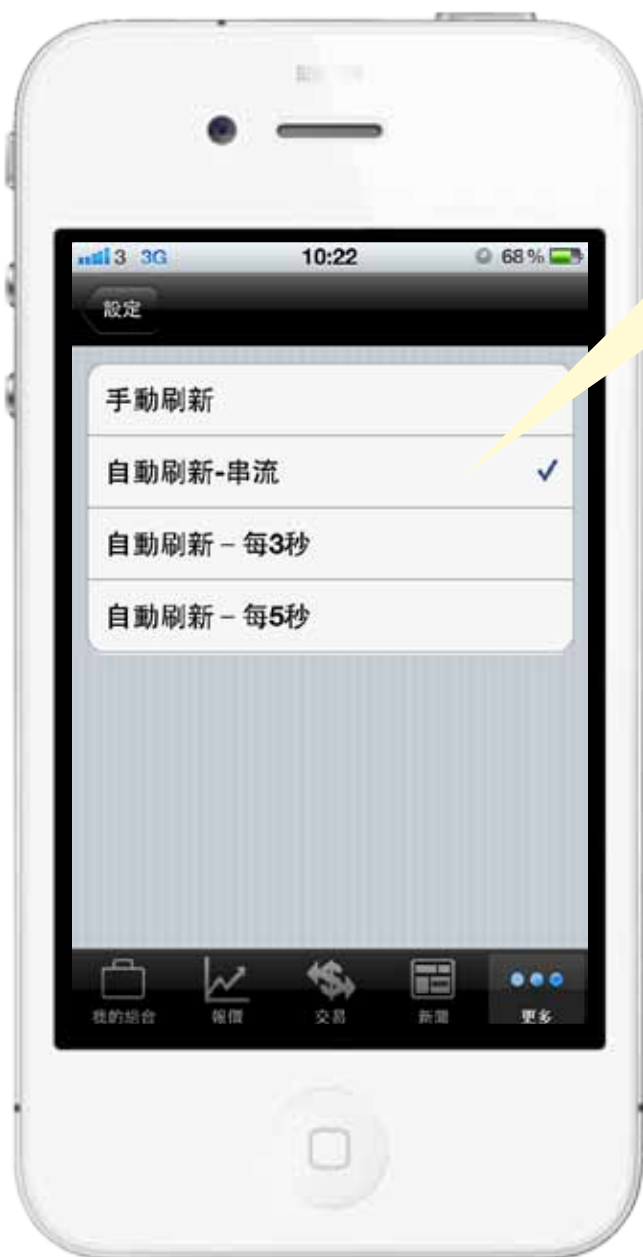 3 3G 10:22 68%
設定
手動刷新
自動刷新-串流 ✓
自動刷新 – 每3秒
自動刷新 – 每5秒
我的組合 報價 交易 新聞 更多